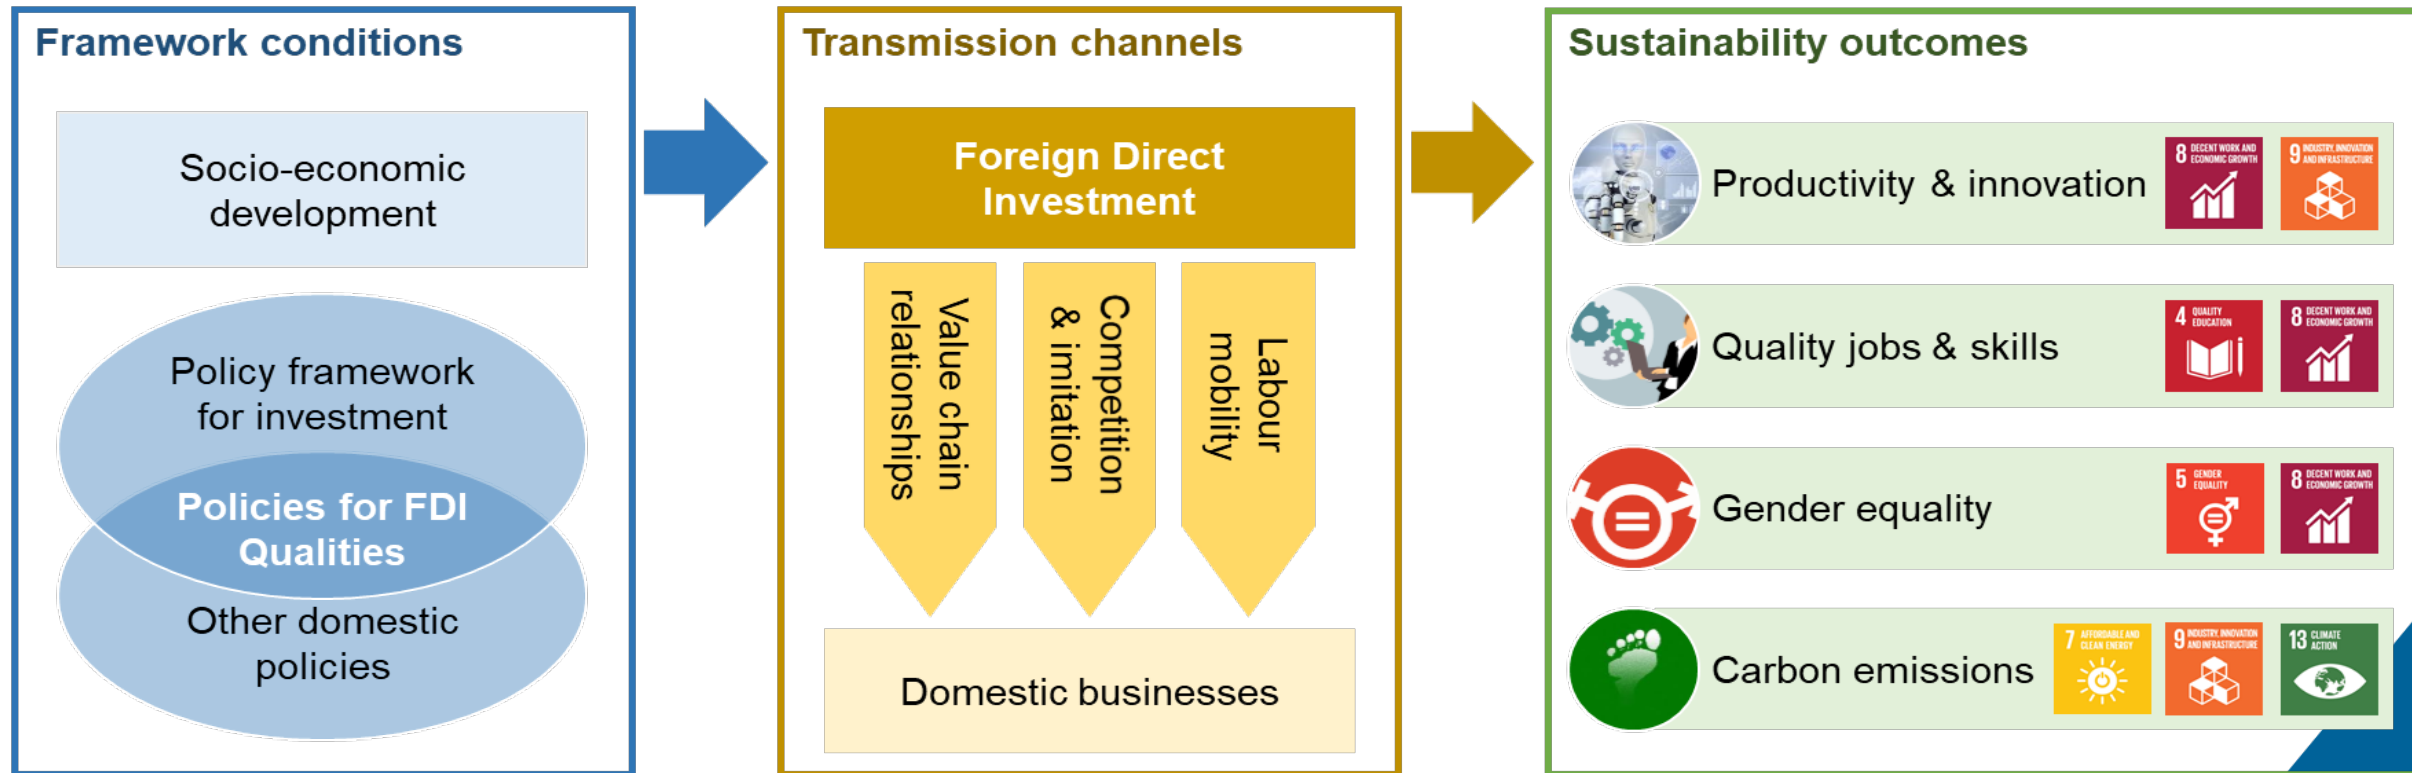 Framework conditions
Socio-economic
development
Policy framework
for investment
Policies for FDI
Qualities
Other domestic
policies
Transmission channels
Foreign Direct
Investment
Value chain
relationships
Competition
& imitation
Labour
mobility
Domestic businesses
Sustainability outcomes
Productivity & innovation
8 DECENT WORK AND
ECONOMIC GROWTH
9 INDUSTRY, INNOVATION
AND INFRASTRUCTURE
Quality jobs & skills
4 QUALITY
EDUCATION
8 DECENT WORK AND
ECONOMIC GROWTH
Gender equality
5 GENDER
EQUALITY
8 DECENT WORK AND
ECONOMIC GROWTH
Carbon emissions
7 AFFORDABLE AND
CLEAN ENERGY
9 INDUSTRY, INNOVATION
AND INFRASTRUCTURE
13 CLIMATE
ACTION